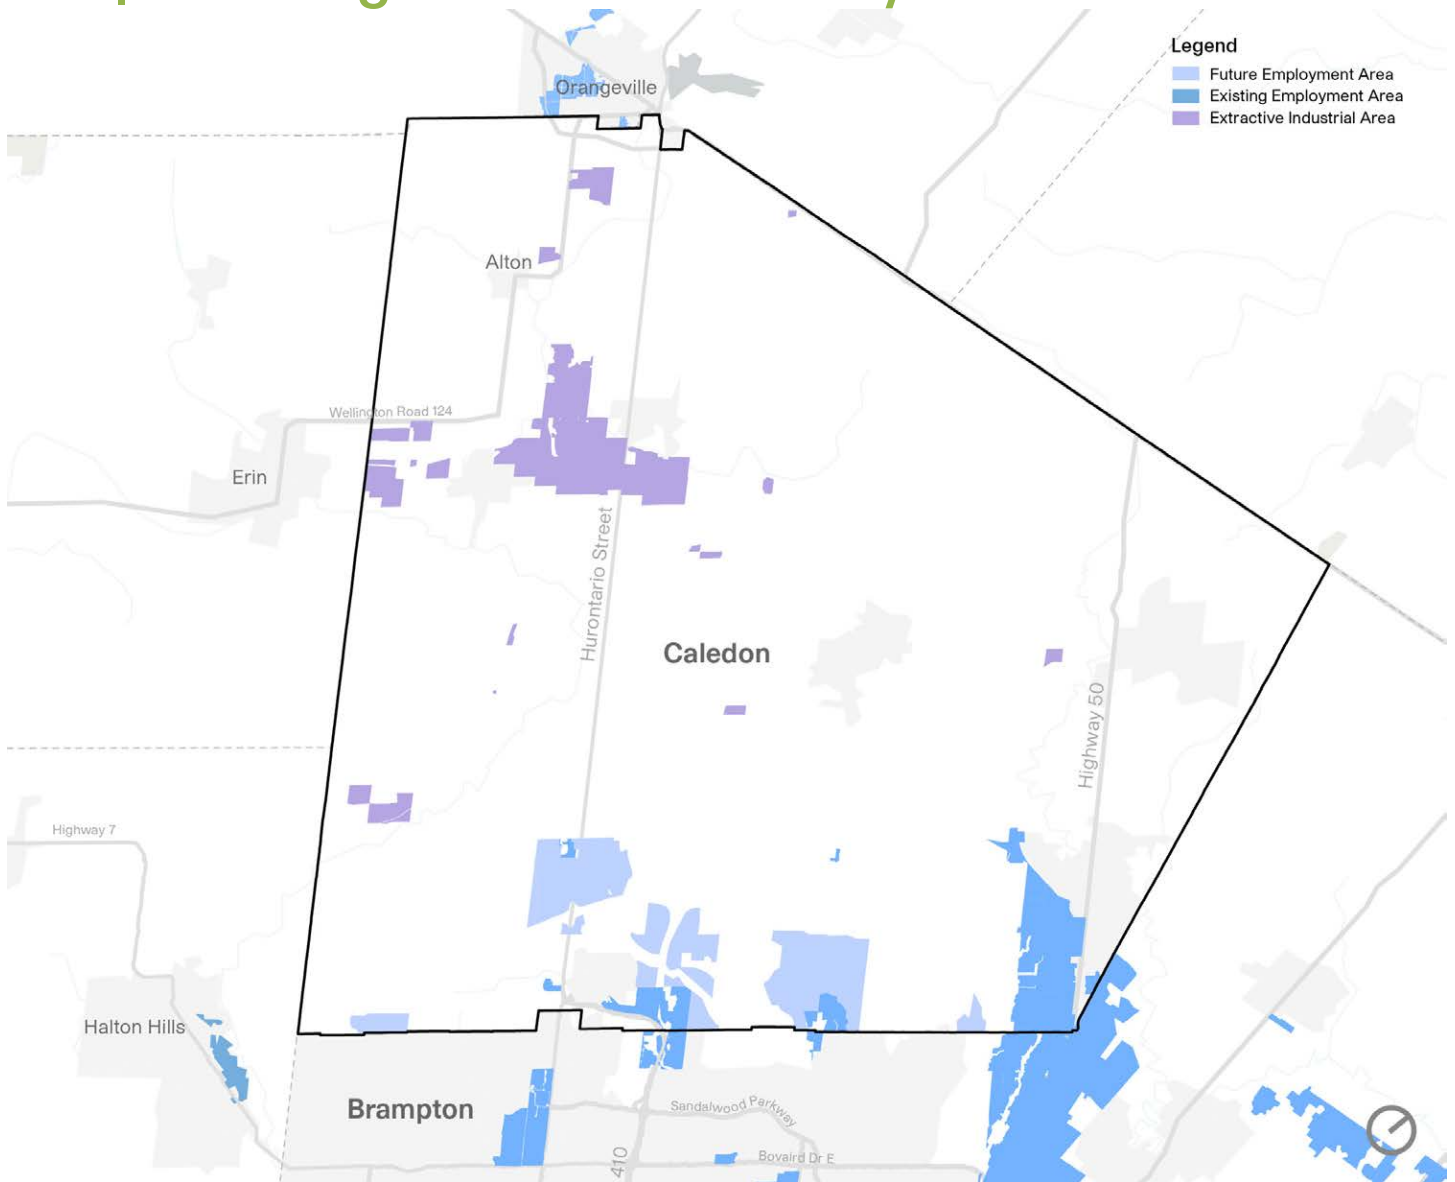 Legend
Future Employment Area
Existing Employment Area
Extractive Industrial Area
Orangeville
Alton
Wellington Road 124
Erin
Hurontario Street
Caledon
Highway 50
Highway 7
Halton Hills
Brampton
Sandalwood Parkway
410
Bovaird Dr E